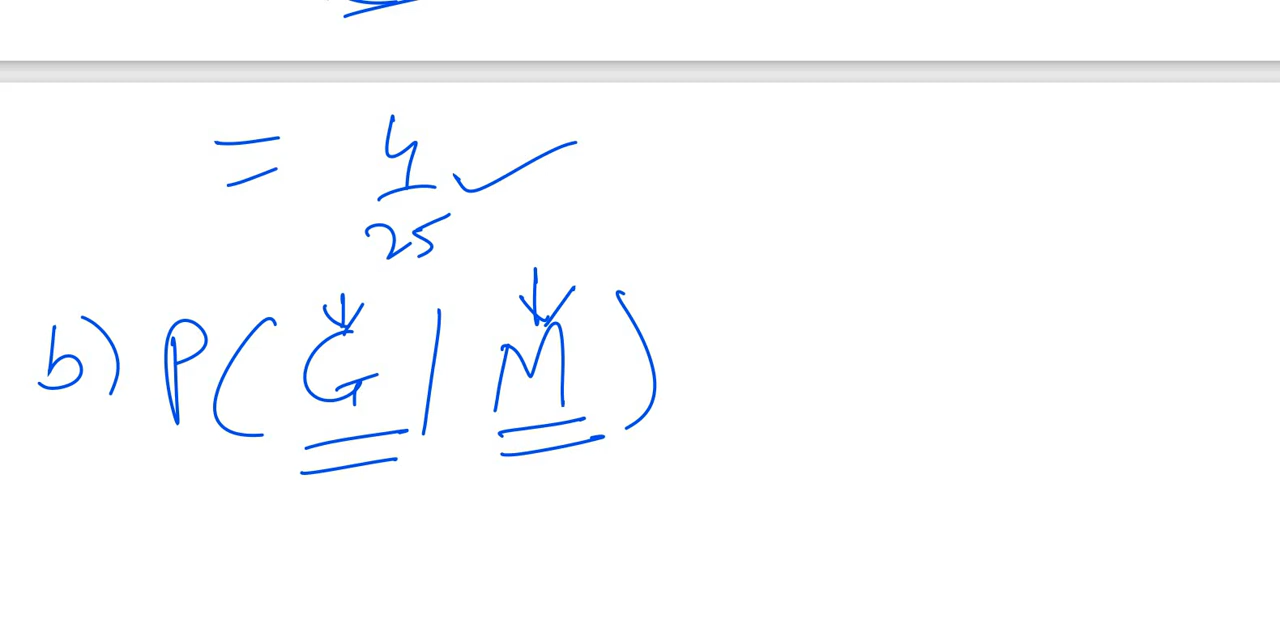 = 4/25 ✓
b) P(G/M)